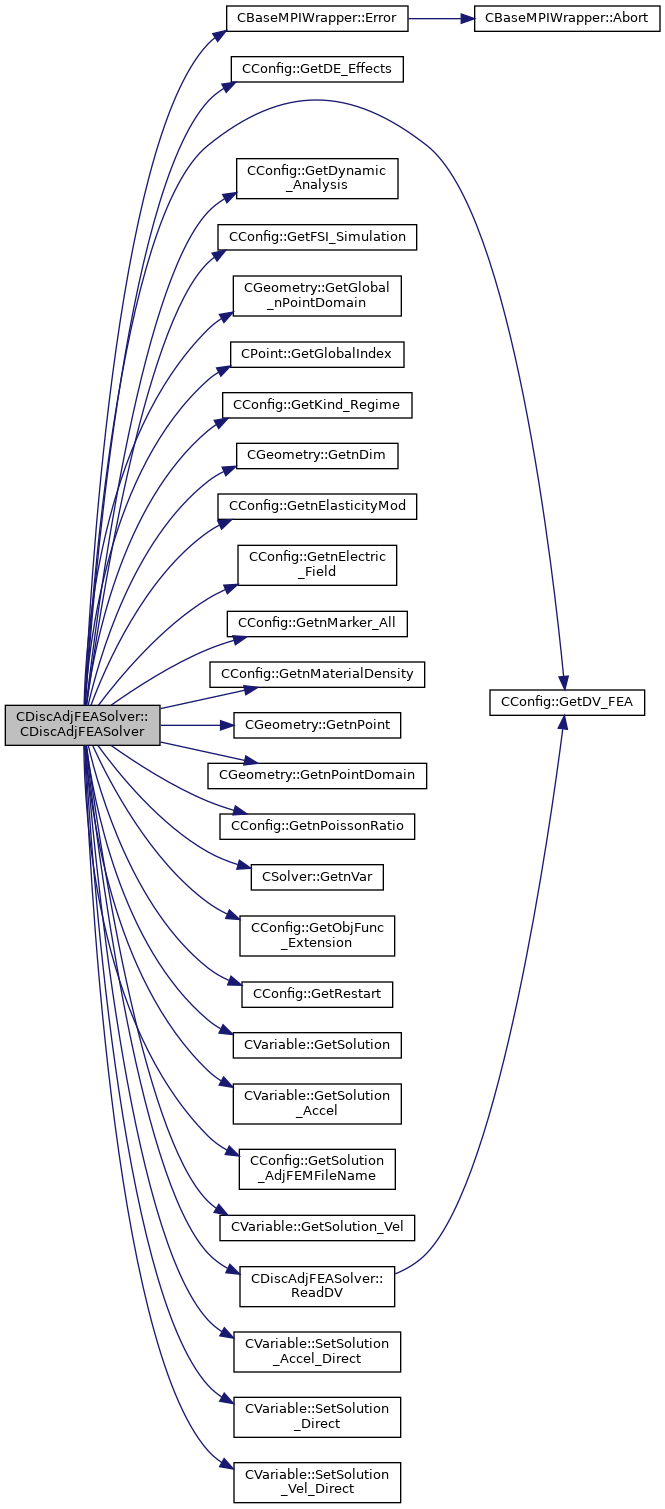 CBaseMPIWrapper::Error
CBaseMPIWrapper::Abort
CConfig::GetDE_Effects
CConfig::GetDynamic
_Analysis
CConfig::GetFSI_Simulation
CGeometry::GetGlobal
_nPointDomain
CPoint::GetGlobalIndex
CConfig::GetKind_Regime
CGeometry::GetnDim
CConfig::GetnElasticityMod
CConfig::GetnElectric
_Field
CConfig::GetnMarker_All
CConfig::GetnMaterialDensity
CConfig::GetDV_FEA
CDiscAdjFEASolver::
CDiscAdjFEASolver
CGeometry::GetnPoint
CGeometry::GetnPointDomain
CConfig::GetnPoissonRatio
CSolver::GetnVar
CConfig::GetObjFunc
_Extension
CConfig::GetRestart
CVariable::GetSolution
CVariable::GetSolution
_Accel
CConfig::GetSolution
_AdjFEMFileName
CVariable::GetSolution_Vel
CDiscAdjFEASolver::
ReadDV
CVariable::SetSolution
_Accel_Direct
CVariable::SetSolution
_Direct
CVariable::SetSolution
_Vel_Direct